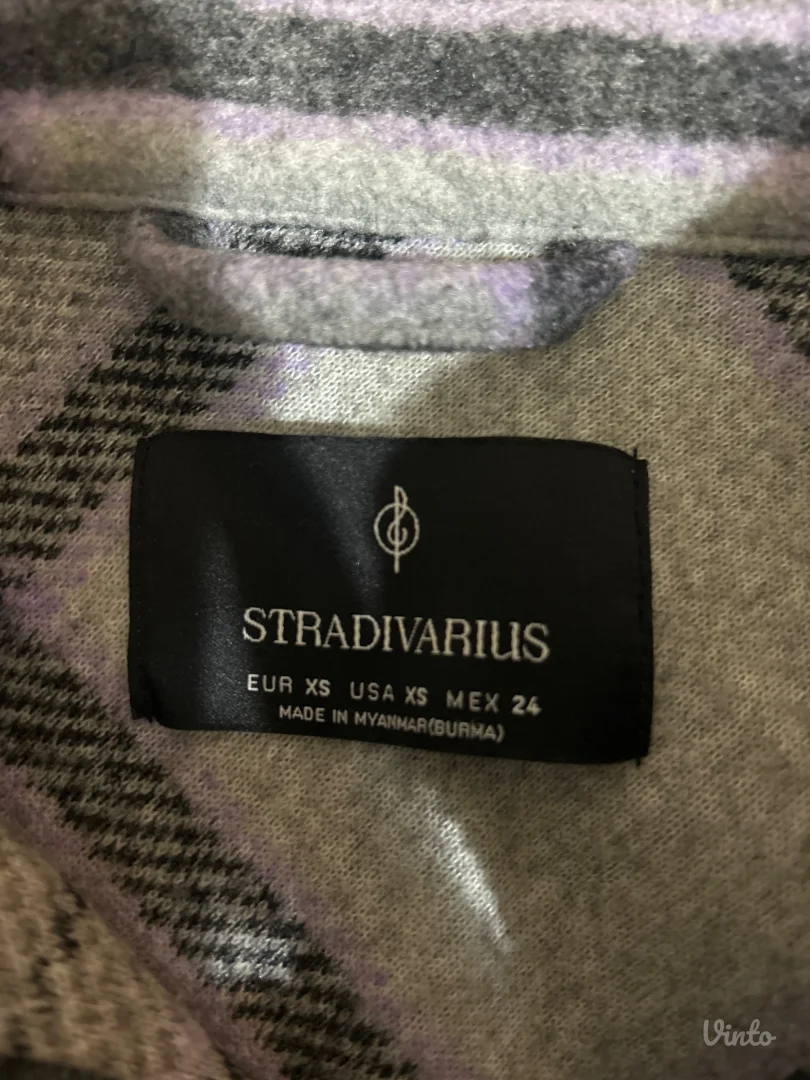 STRADIVARIUS
EUR XS USA XS MEX 24
MADE IN MYANMAR(BURMA)
Vinto